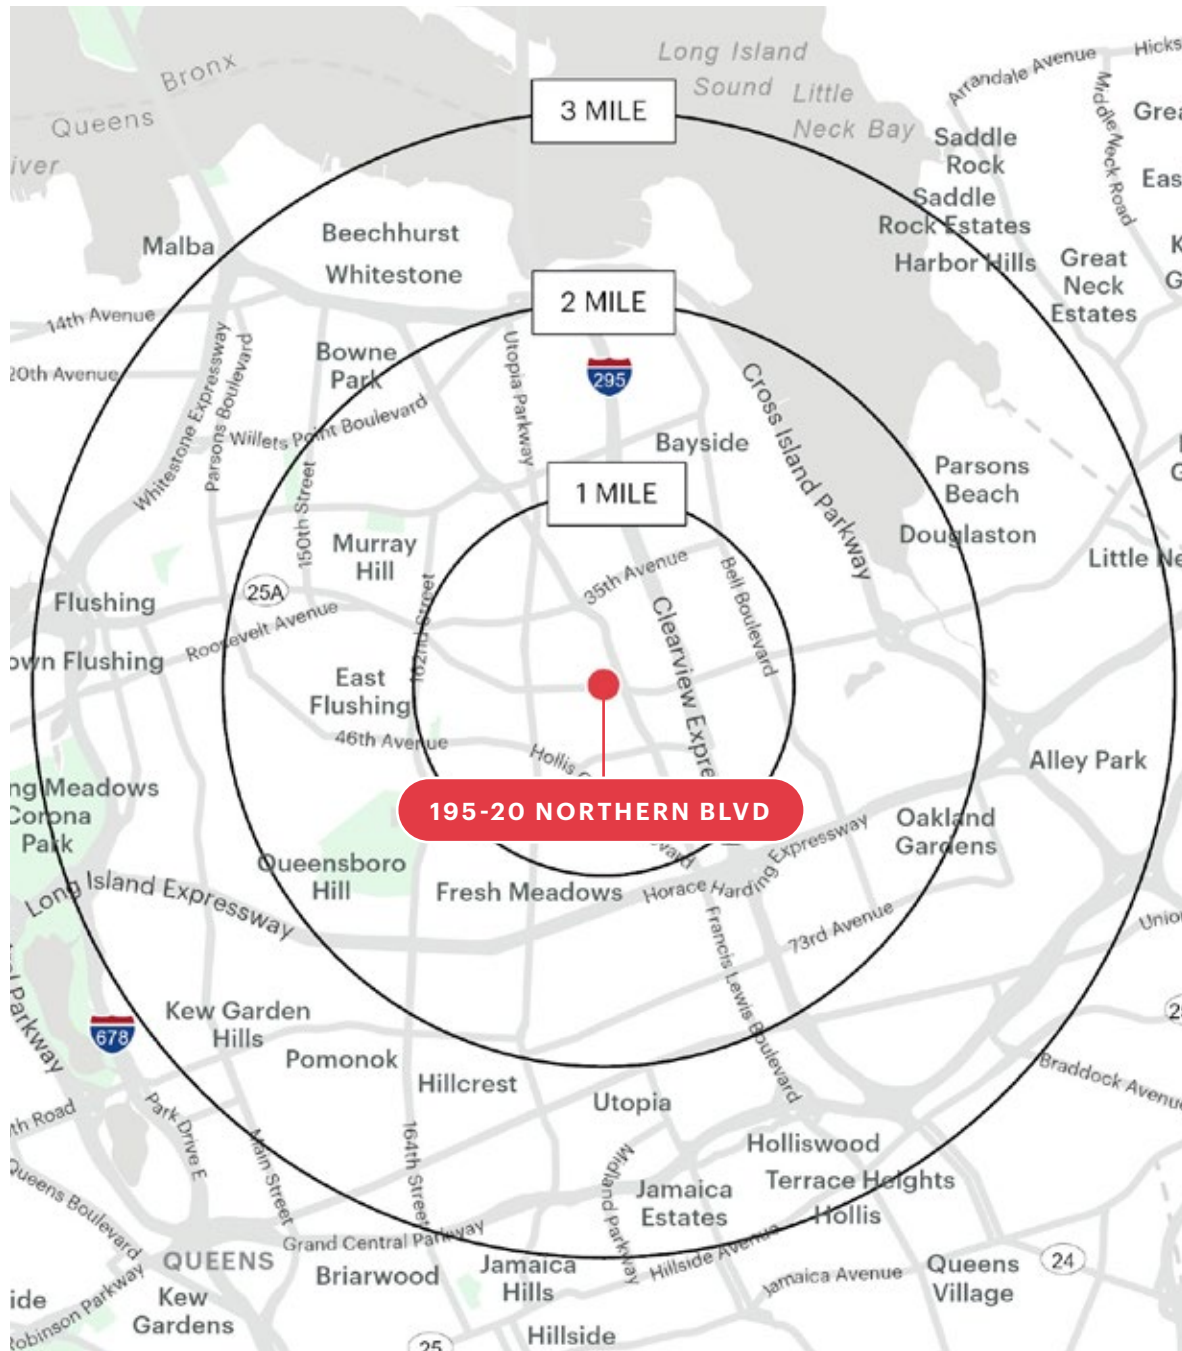 Long Island
Sound
Little
Neck Bay
Bronx
Queens
iver
Arrandale Avenue
Hicks
Middle Neck Road
Grea
3 MILE
Saddle
Rock
Eas
Saddle
Rock Estates
Malba
Beechhurst
Whitestone
Harbor Hills
Great
Neck
Estates
K
G
2 MILE
14th Avenue
20th Avenue
Whitestone Expressway
Parsons Boulevard
Bowne
Park
Utopia Parkway
295
Cross Island Parkway
Willets Point Boulevard
Bayside
Parsons
Beach
G
150th Street
1 MILE
Murray
Hill
Douglaston
Little Ne
35th Avenue
Bell Boulevard
25A
Flushing
Roosevelt Avenue
162nd Street
Clearview Expre
own Flushing
East
Flushing
46th Avenue
Hollis
Alley Park
ng Meadows
Corona
Park
195-20 NORTHERN BLVD
Oakland
Gardens
evard
Queensboro
Hill
Fresh Meadows
Horace Harding Expressway
Long Island Expressway
73rd Avenue
Francis Lewis Boulevard
Union
l Parkway
Kew Garden
Hills
678
Pomonok
Hillcrest
Utopia
Braddock Avenue
th Road
Park Drive E
Main Street
164th Street
Midland Parkway
Holliswood
Terrace Heights
Jamaica
Estates
Hollis
Queens Boulevard
Grand Central Parkway
Hillside Avenue
QUEENS
Briarwood
Jamaica
Hills
Jamaica Avenue
Queens
Village
24
ide
Robinson Parkway
Kew
Gardens
Hillside
25